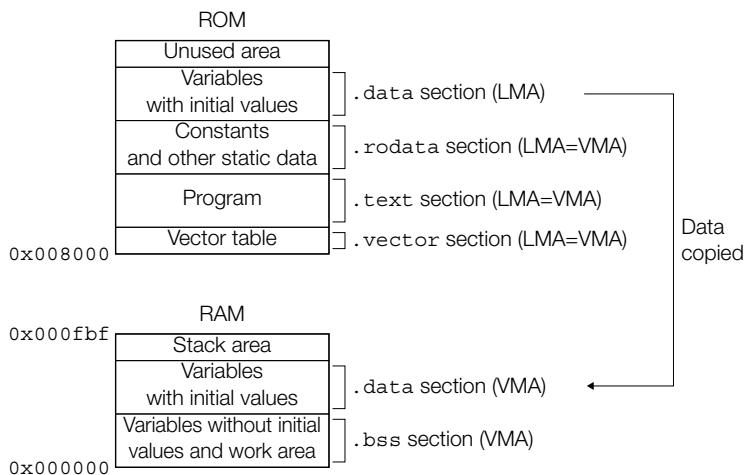 ROM
Unused area
Variables
with initial values
.data section (LMA)
Constants
and other static data
.rodata section (LMA=VMA)
Program
.text section (LMA=VMA)
Vector table
.vector section (LMA=VMA)
0x008000
Data
copied
RAM
0x000fbf
Stack area
Variables
with initial values
.data section (VMA)
Variables without initial
values and work area
.bss section (VMA)
0x000000